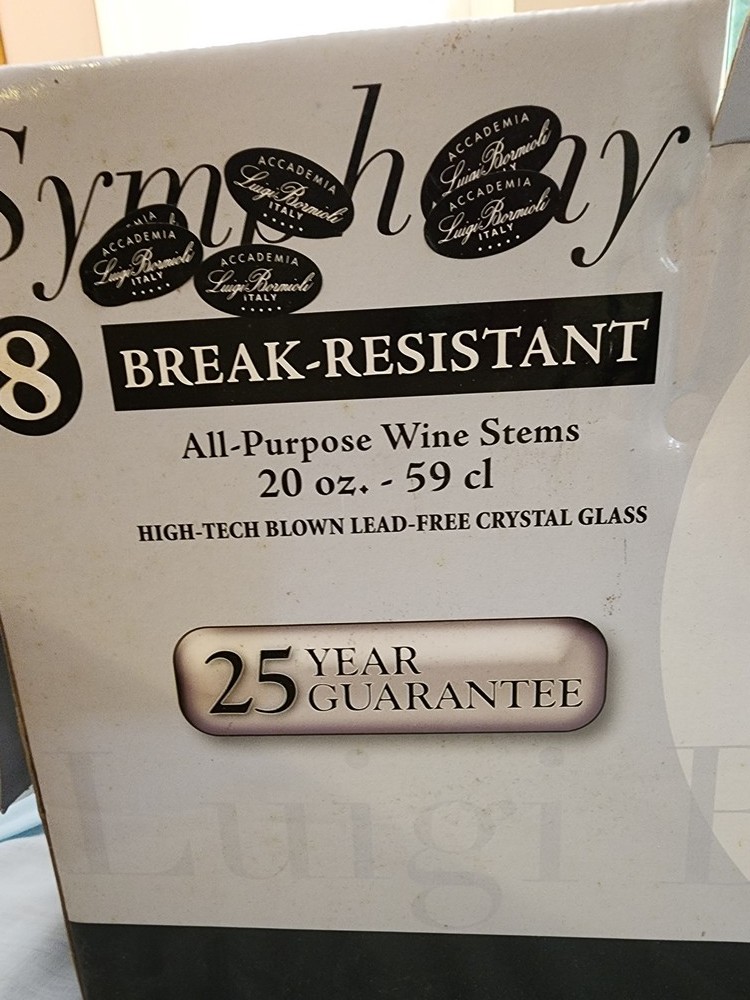 Symphony
ACCADEMIA
Luigi Bormioli
ITALY
ACCADEMIA
Luigi Bormioli
ACCADEMIA
Luigi Bormioli
ITALY
ACCADEMIA
Luigi Bormioli
ITALY
ACCADEMIA
Luigi Bormioli
ITALY
8 BREAK-RESISTANT
All-Purpose Wine Stems
20 oz. - 59 cl
HIGH-TECH BLOWN LEAD-FREE CRYSTAL GLASS
25 YEAR
GUARANTEE
Luigi